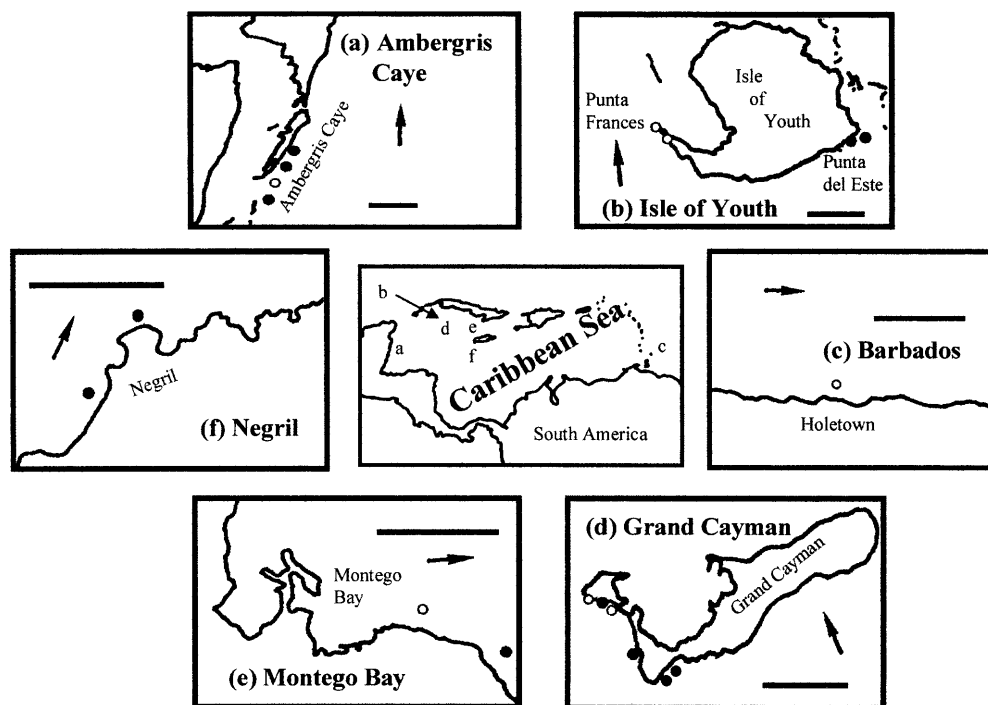 (a) Ambergris
Caye
Ambergris Caye
Punta
Frances
Isle
of
Youth
Punta
del Este
(b) Isle of Youth
Negril
(f) Negril
b
d
e
a
f
c
Caribbean Sea
South America
(c) Barbados
Holetown
Montego
Bay
(e) Montego Bay
(d) Grand Cayman
Grand Cayman